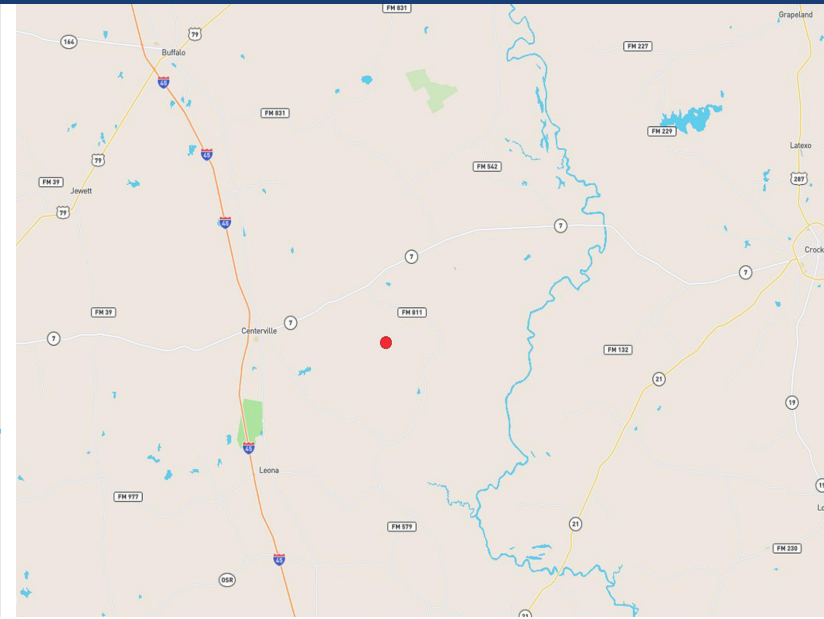 FM 831
Grapeland
79
164
FM 227
Buffalo
45
FM 831
FM 229
Latexo
79
45
FM 542
287
FM 39
Jewett
79
45
7
Crock
7
7
FM 39
FM 811
7
Centerville
7
FM 132
21
19
45
Leona
FM 977
21
FM 579
FM 230
45
OSR
21